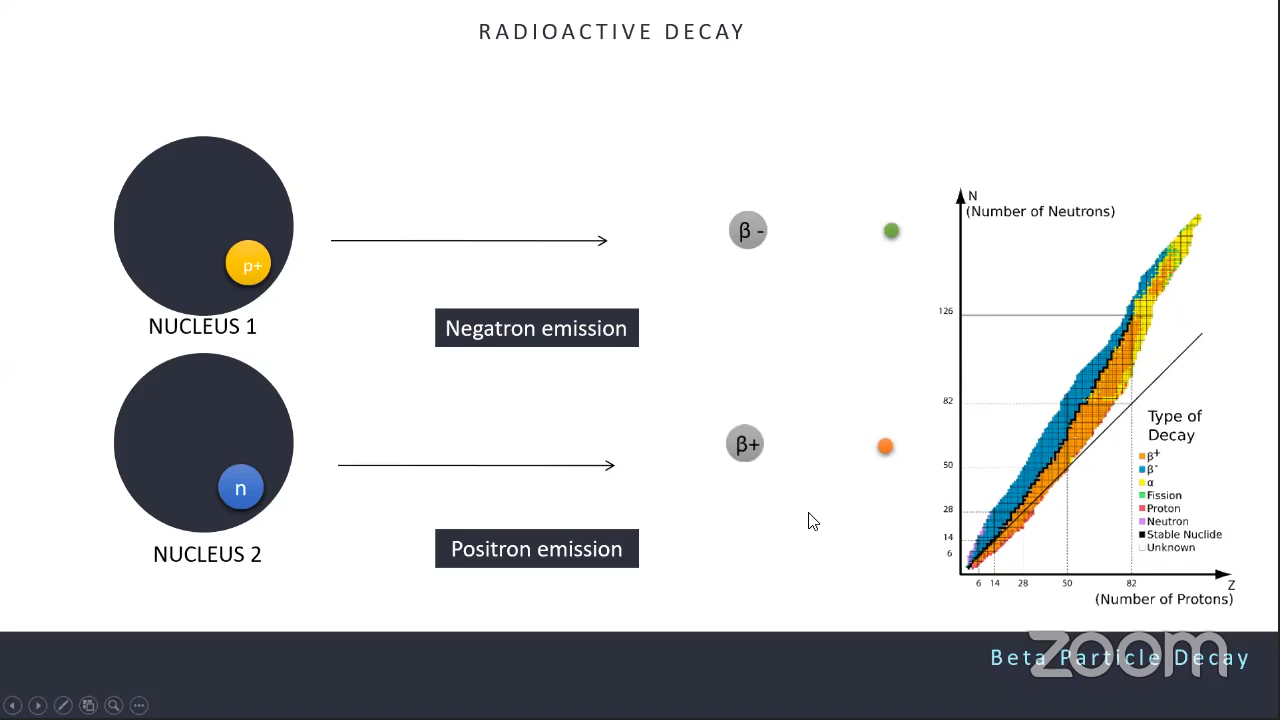 RADIOACTIVE DECAY
p+
NUCLEUS 1
β -
Negatron emission
n
NUCLEUS 2
β+
Positron emission
N
(Number of Neutrons)
126
82
50
28
14
6
6 14 28 50 82
Z
(Number of Protons)
Type of
Decay
β+
β-
α
Fission
Proton
Neutron
Stable Nuclide
Unknown
Beta Particle Decay
zoom